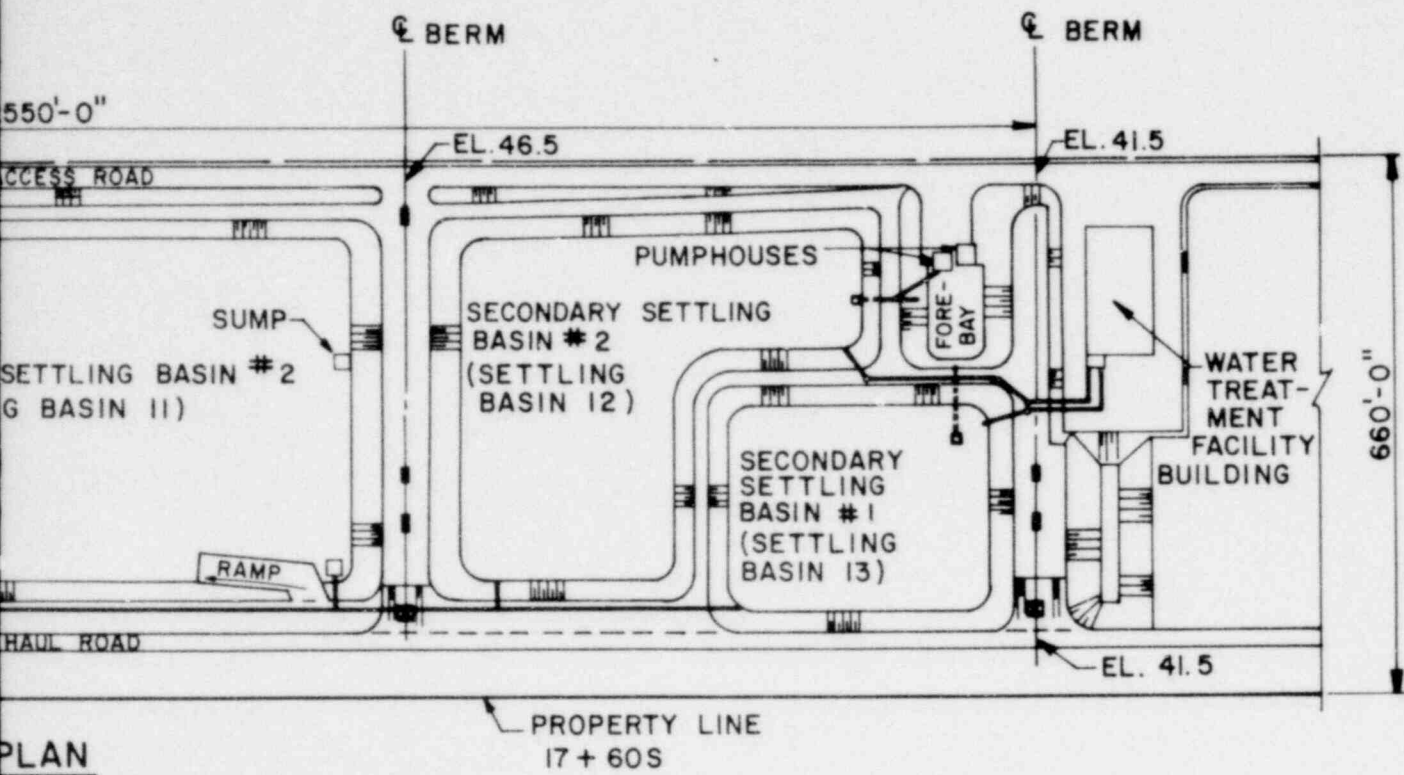 ℄ BERM
℄ BERM
550'-0"
EL. 46.5
EL. 41.5
ACCESS ROAD
PUMPHOUSES
SUMP
SECONDARY SETTLING
BASIN #2
(SETTLING
BASIN 12)
FORE-
BAY
SETTLING BASIN #2
G BASIN 11)
WATER
TREAT-
MENT
FACILITY
BUILDING
660'-0"
SECONDARY
SETTLING
BASIN #1
(SETTLING
BASIN 13)
RAMP
HAUL ROAD
EL. 41.5
PROPERTY LINE
17 + 60S
PLAN